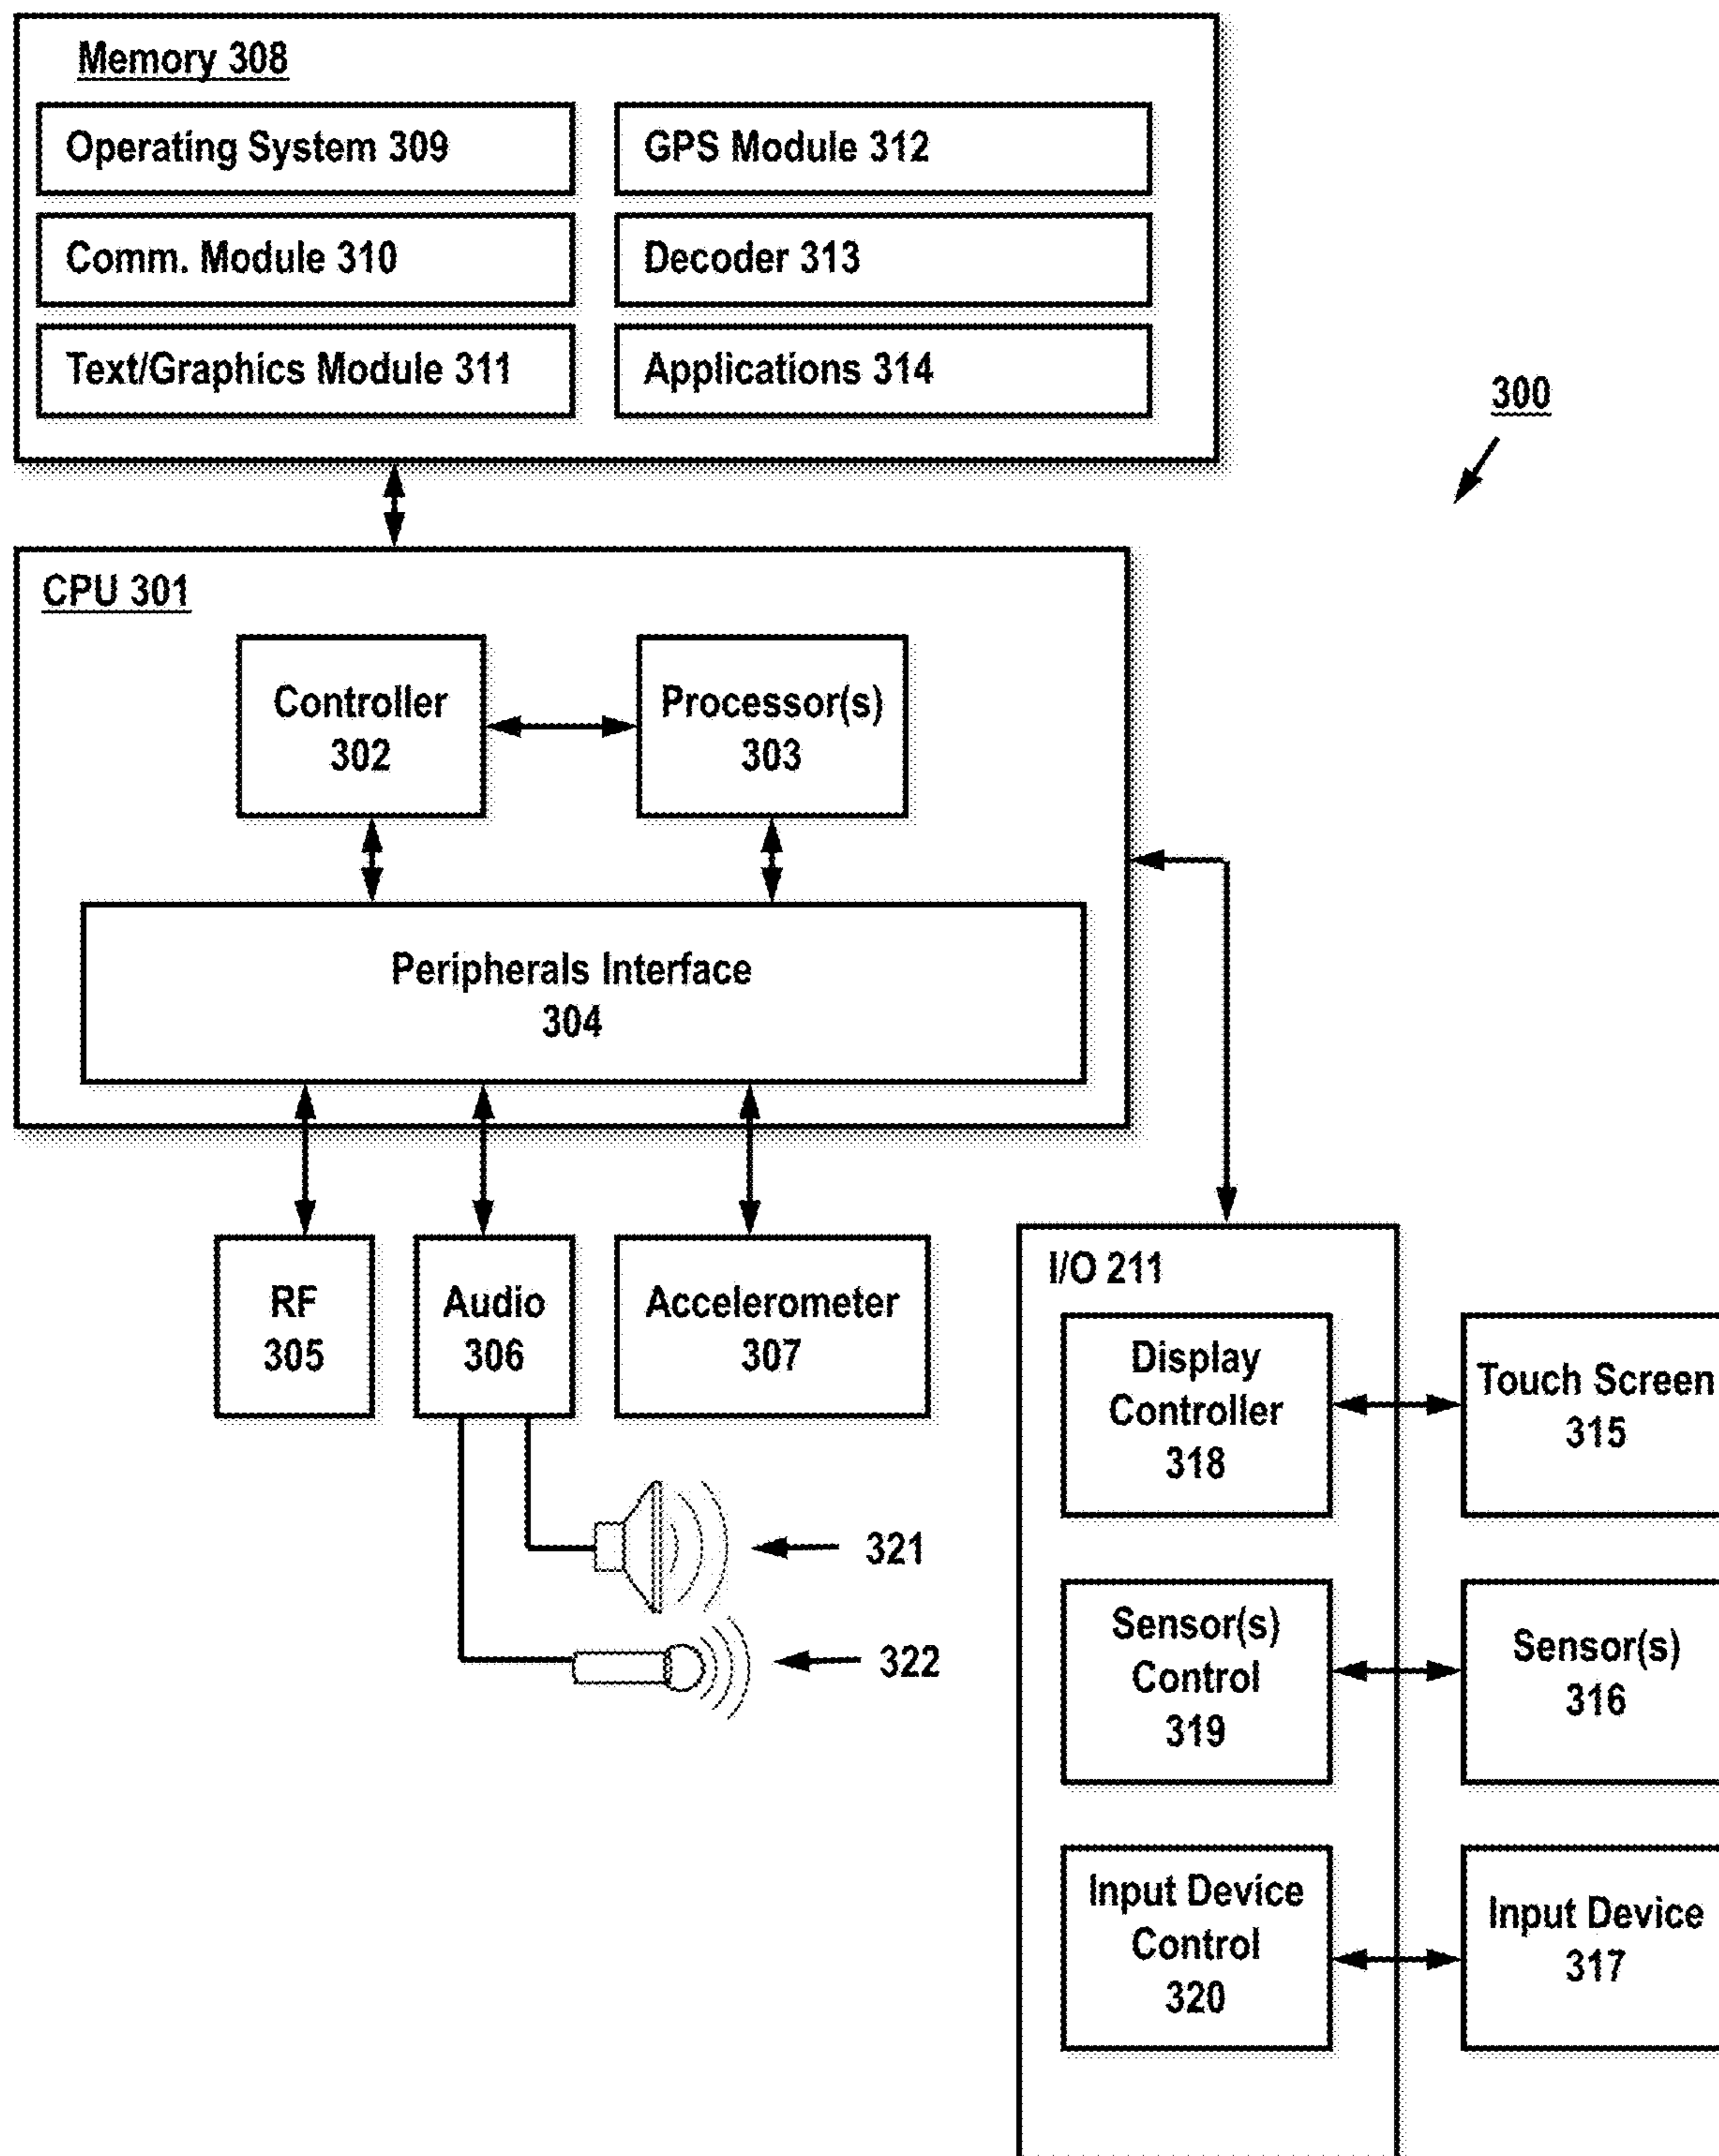 Memory 308
Operating System 309
GPS Module 312
Comm. Module 310
Decoder 313
Text/Graphics Module 311
Applications 314
300
CPU 301
Controller
302
Processor(s)
303
Peripherals Interface
304
RF
305
Audio
306
Accelerometer
307
I/O 211
Display
Controller
318
Touch Screen
315
321
322
Sensor(s)
Control
319
Sensor(s)
316
Input Device
Control
320
Input Device
317